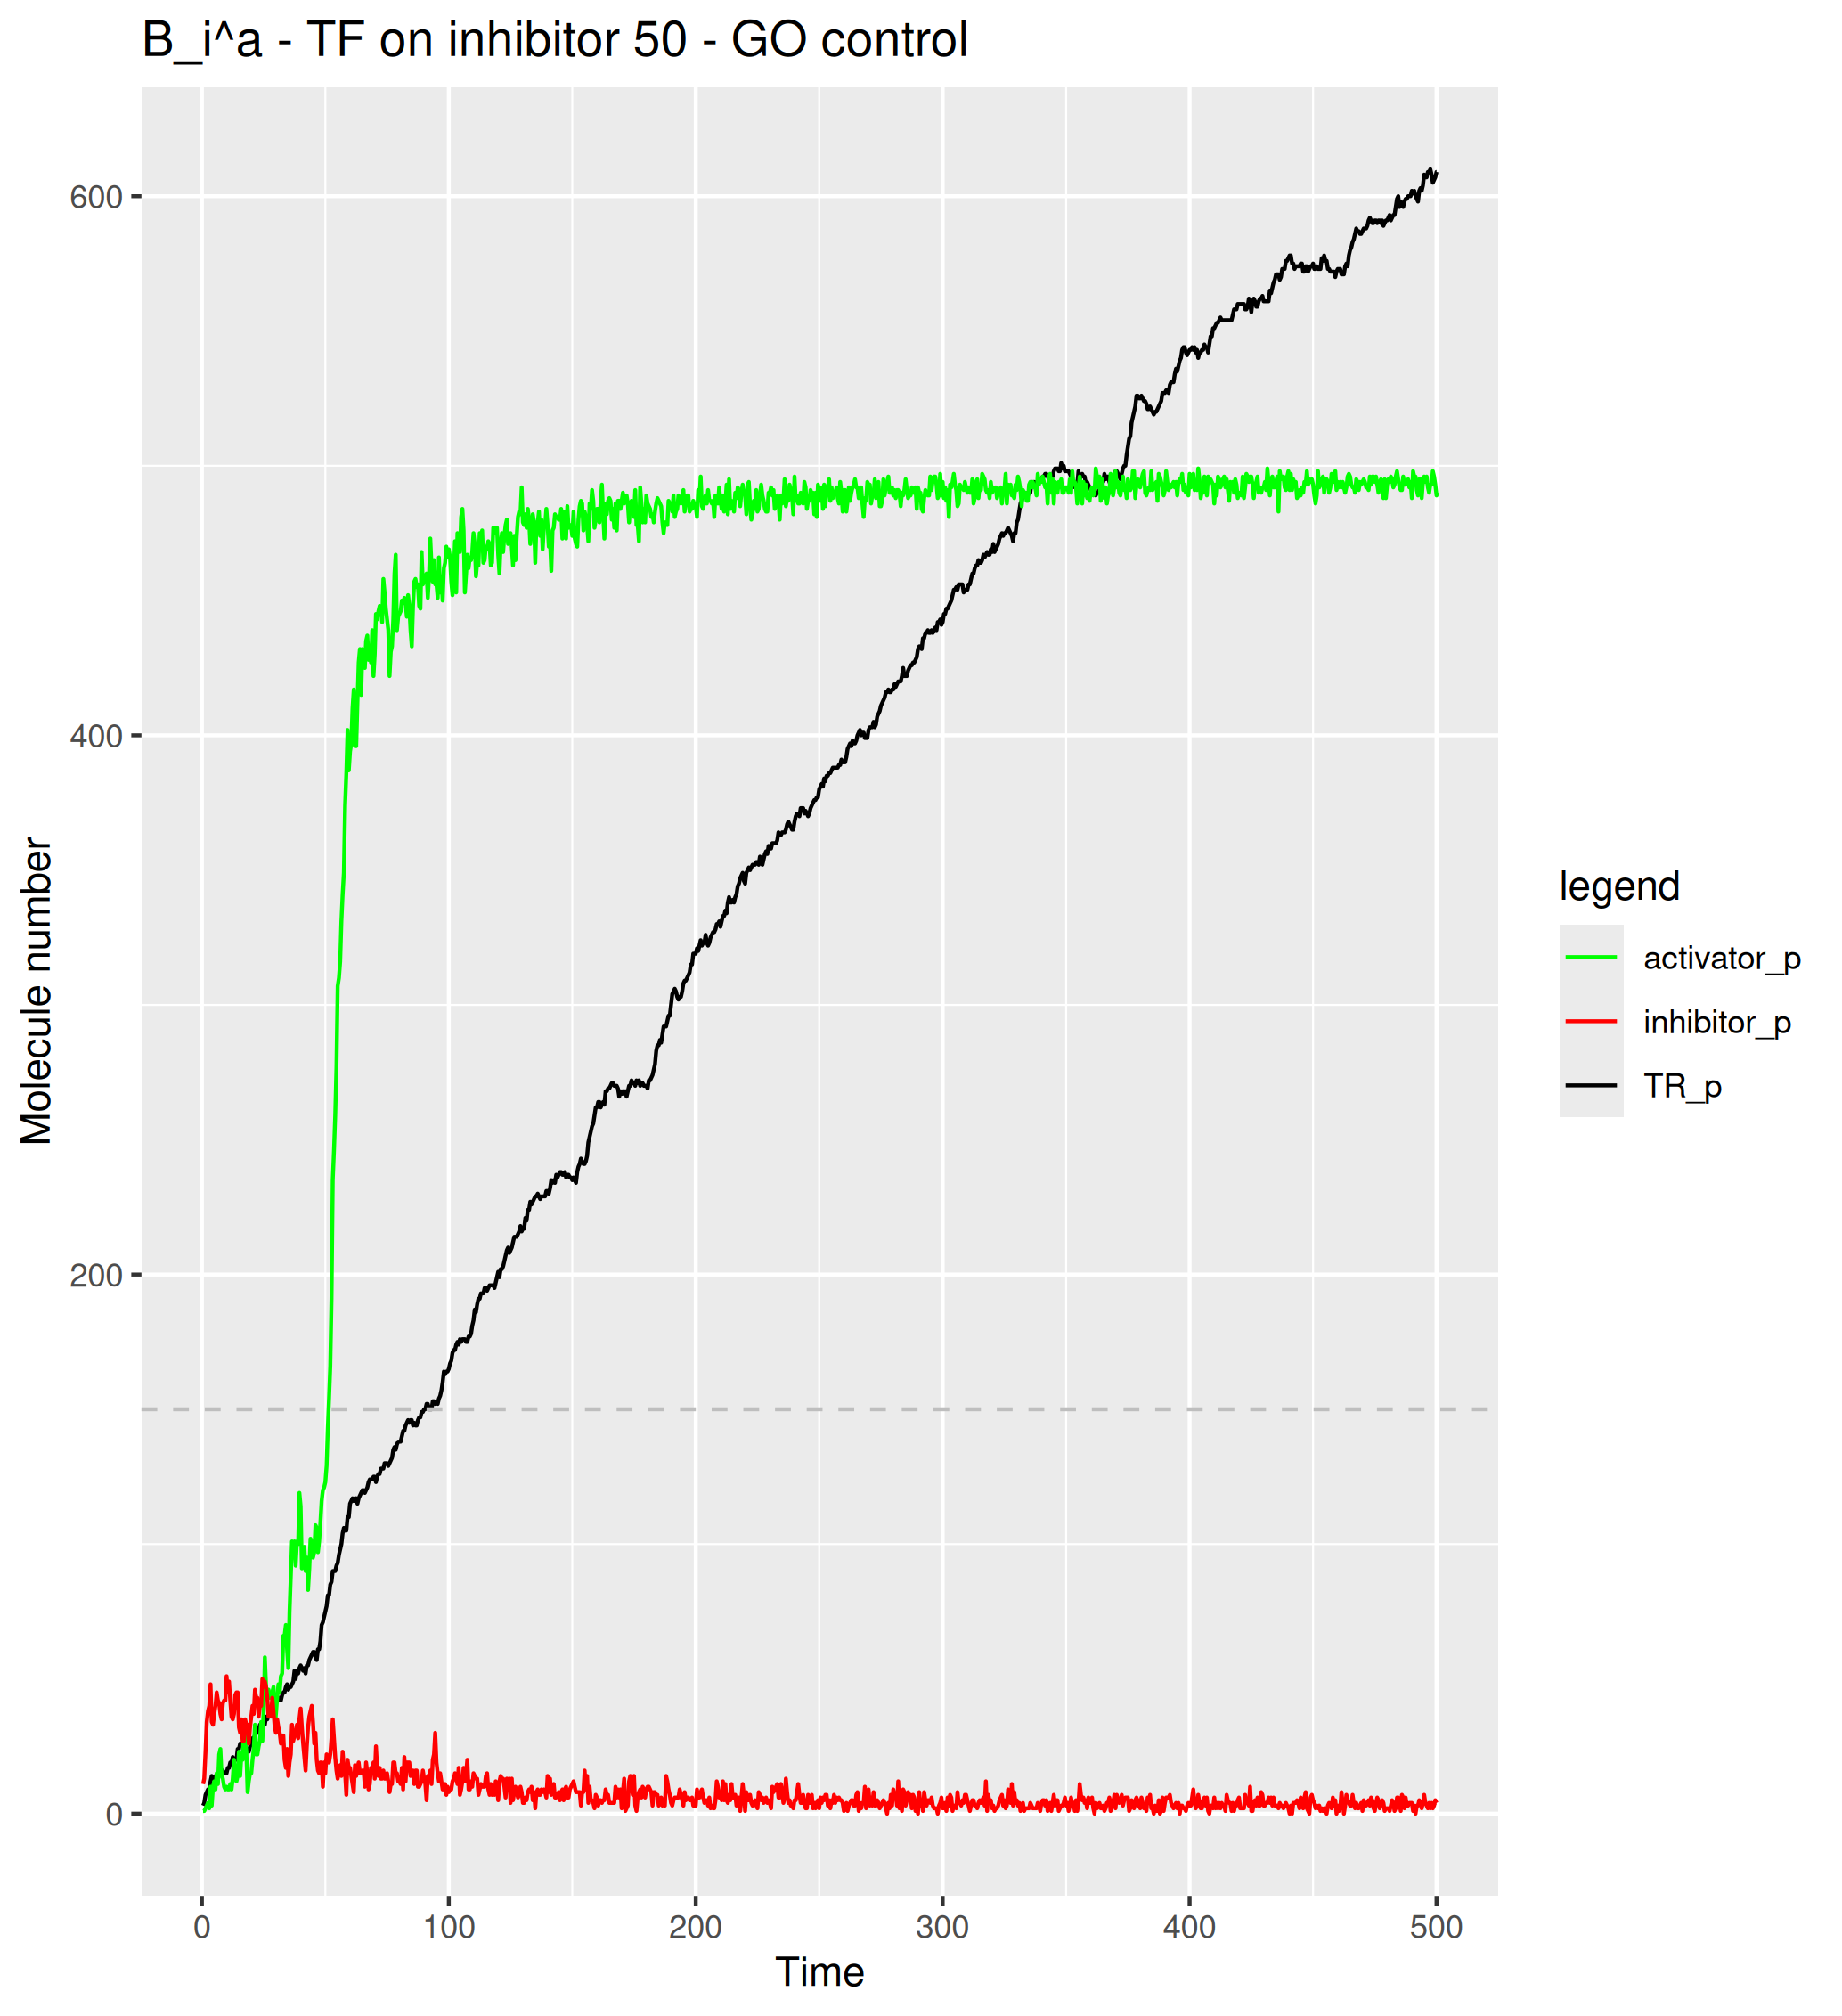 B_i^a - TF on inhibitor 50 - GO control
Molecule number
600
400
200
0
0 100 200 300 400 500
Time
legend
activator_p
inhibitor_p
TR_p